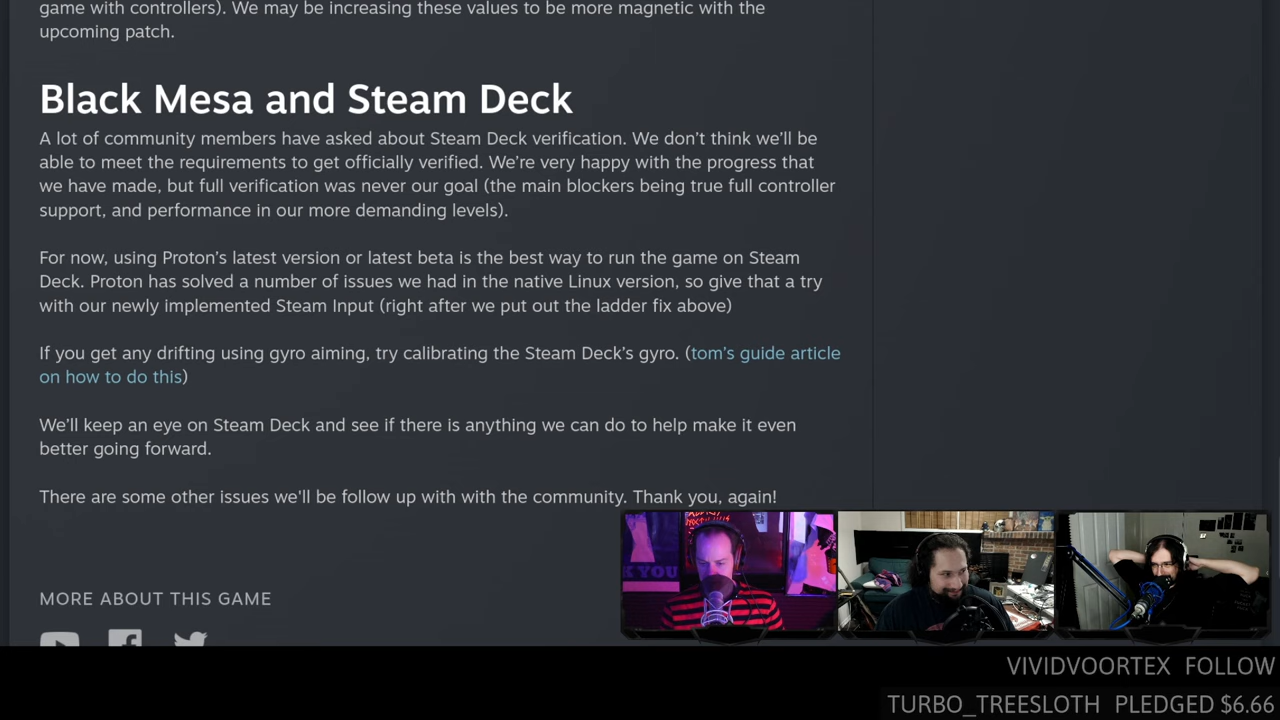 game with controllers). We may be increasing these values to be more magnetic with the
upcoming patch.
Black Mesa and Steam Deck
A lot of community members have asked about Steam Deck verification. We don't think we'll be
able to meet the requirements to get officially verified. We're very happy with the progress that
we have made, but full verification was never our goal (the main blockers being true full controller
support, and performance in our more demanding levels).
For now, using Proton's latest version or latest beta is the best way to run the game on Steam
Deck. Proton has solved a number of issues we had in the native Linux version, so give that a try
with our newly implemented Steam Input (right after we put out the ladder fix above)
If you get any drifting using gyro aiming, try calibrating the Steam Deck's gyro. (tom's guide article
on how to do this)
We'll keep an eye on Steam Deck and see if there is anything we can do to help make it even
better going forward.
There are some other issues we'll be follow up with with the community. Thank you, again!
K YOU
MORE ABOUT THIS GAME
VIVIDVOORTEX FOLLOW
TURBO_TREESLOTH PLEDGED $6.66